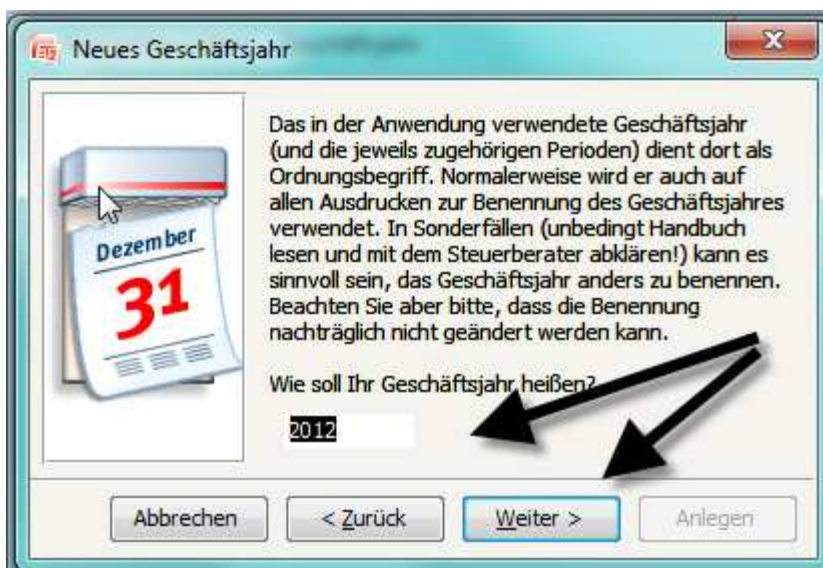 Neues Geschäftsjahr
Das in der Anwendung verwendete Geschäftsjahr
(und die jeweils zugehörigen Perioden) dient dort als
Ordnungsbegriff. Normalerweise wird er auch auf
allen Ausdrucken zur Benennung des Geschäftsjahres
verwendet. In Sonderfällen (unbedingt Handbuch
lesen und mit dem Steuerberater abklären!) kann es
sinnvoll sein, das Geschäftsjahr anders zu benennen.
Beachten Sie aber bitte, dass die Benennung
nachträglich nicht geändert werden kann.
Dezember
31
Wie soll Ihr Geschäftsjahr heißen?
2012
Abbrechen
< Zurück
Weiter >
Anlegen